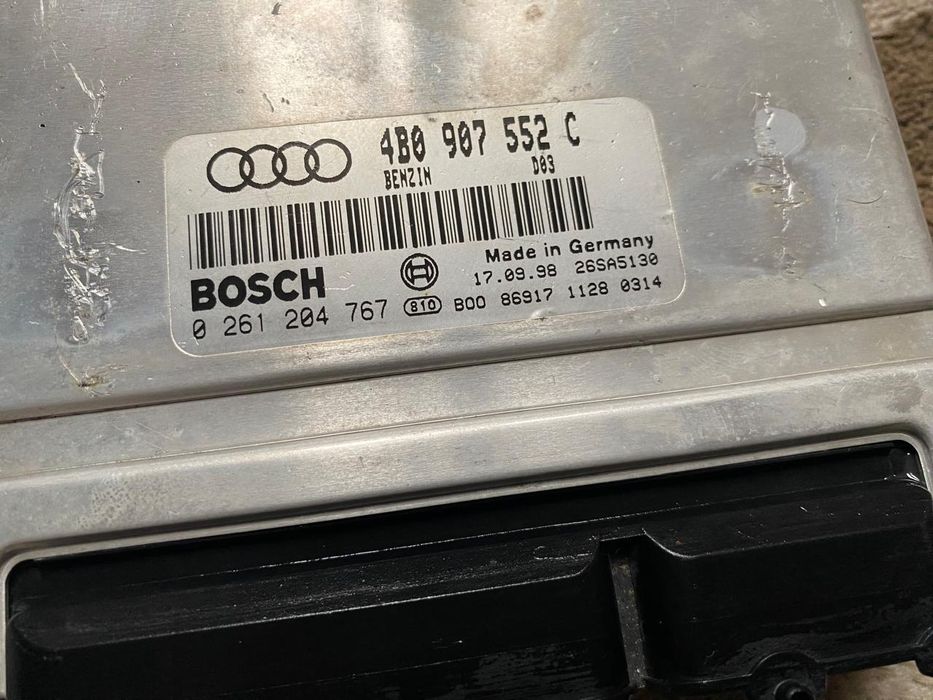 4B0 907 552 C
BENZIN D03
Made in Germany
BOSCH 17.09.98 26SA5130
0 261 204 767 810 B00 86917 1128 0314